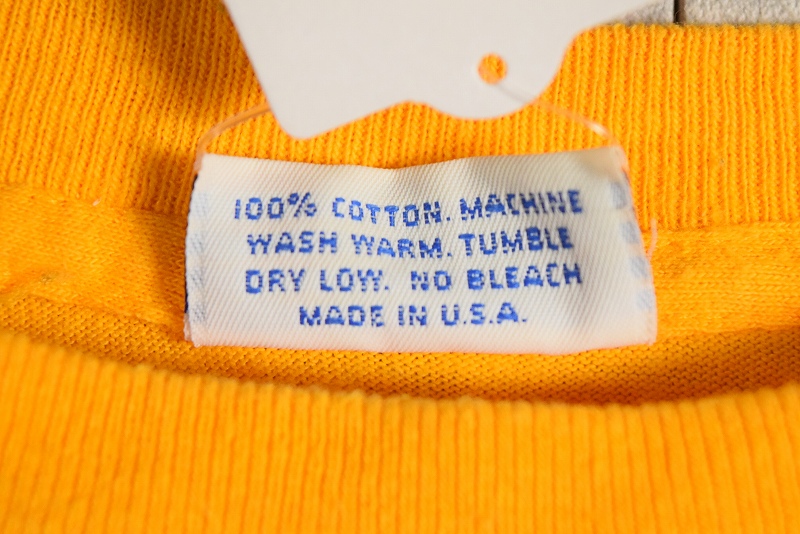 100% COTTON. MACHINE
WASH WARM. TUMBLE
DRY LOW. NO BLEACH
MADE IN U.S.A.